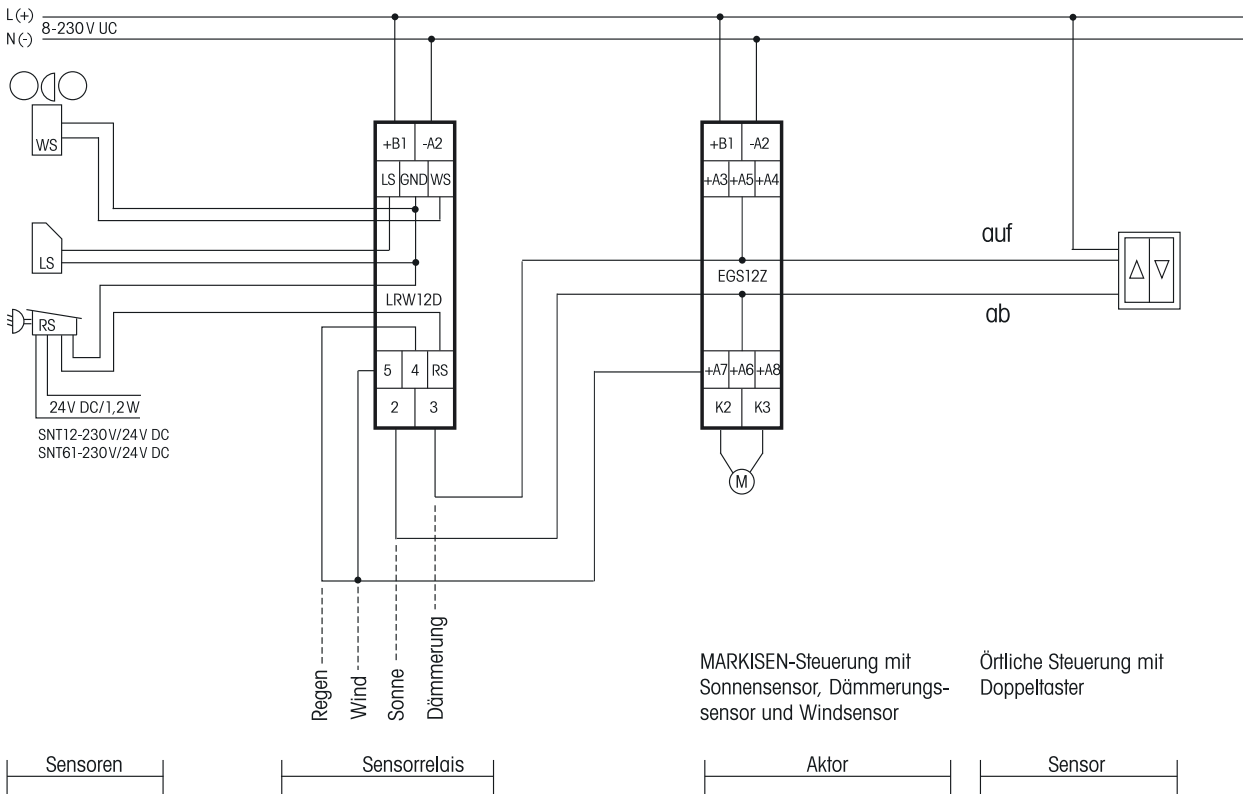 L(+)
8-230V UC
N(-)
WS
LS
RS
24V DC/1,2W
SNT12-230V/24V DC
SNT61-230V/24V DC
+B1 -A2
LS GND WS
LRW12D
5 4 RS
2 3
+B1 -A2
+A3 +A5 +A4
EGS12Z
+A7 +A6 +A8
K2 K3
M
auf
ab
Regen
Wind
Sonne
Dämmerung
MARKISEN-Steuerung mit
Sonnensensor, Dämmerungs-
sensor und Windsensor
Örtliche Steuerung mit
Doppeltaster
Sensoren
Sensorrelais
Aktor
Sensor